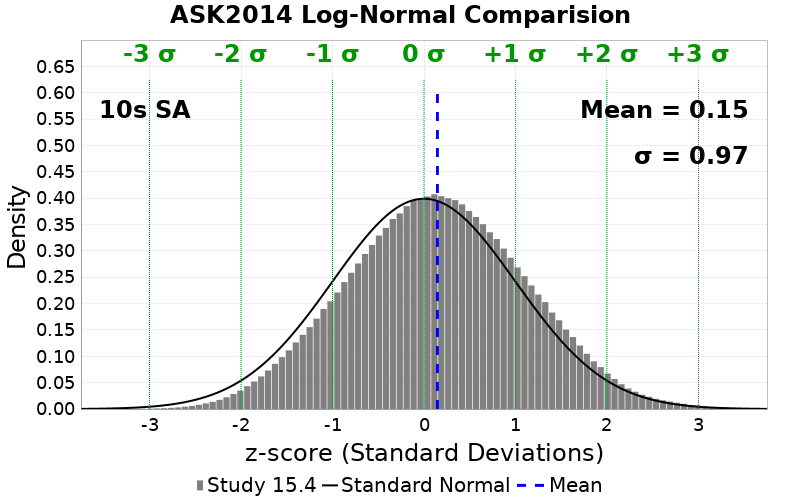 ASK2014 Log-Normal Comparision
-3 σ -2 σ -1 σ 0 σ +1 σ +2 σ +3 σ
10s SA
Mean = 0.15
σ = 0.97
Density
0.65
0.60
0.55
0.50
0.45
0.40
0.35
0.30
0.25
0.20
0.15
0.10
0.05
0.00
-3 -2 -1 0 1 2 3
z-score (Standard Deviations)
Study 15.4 Standard Normal Mean